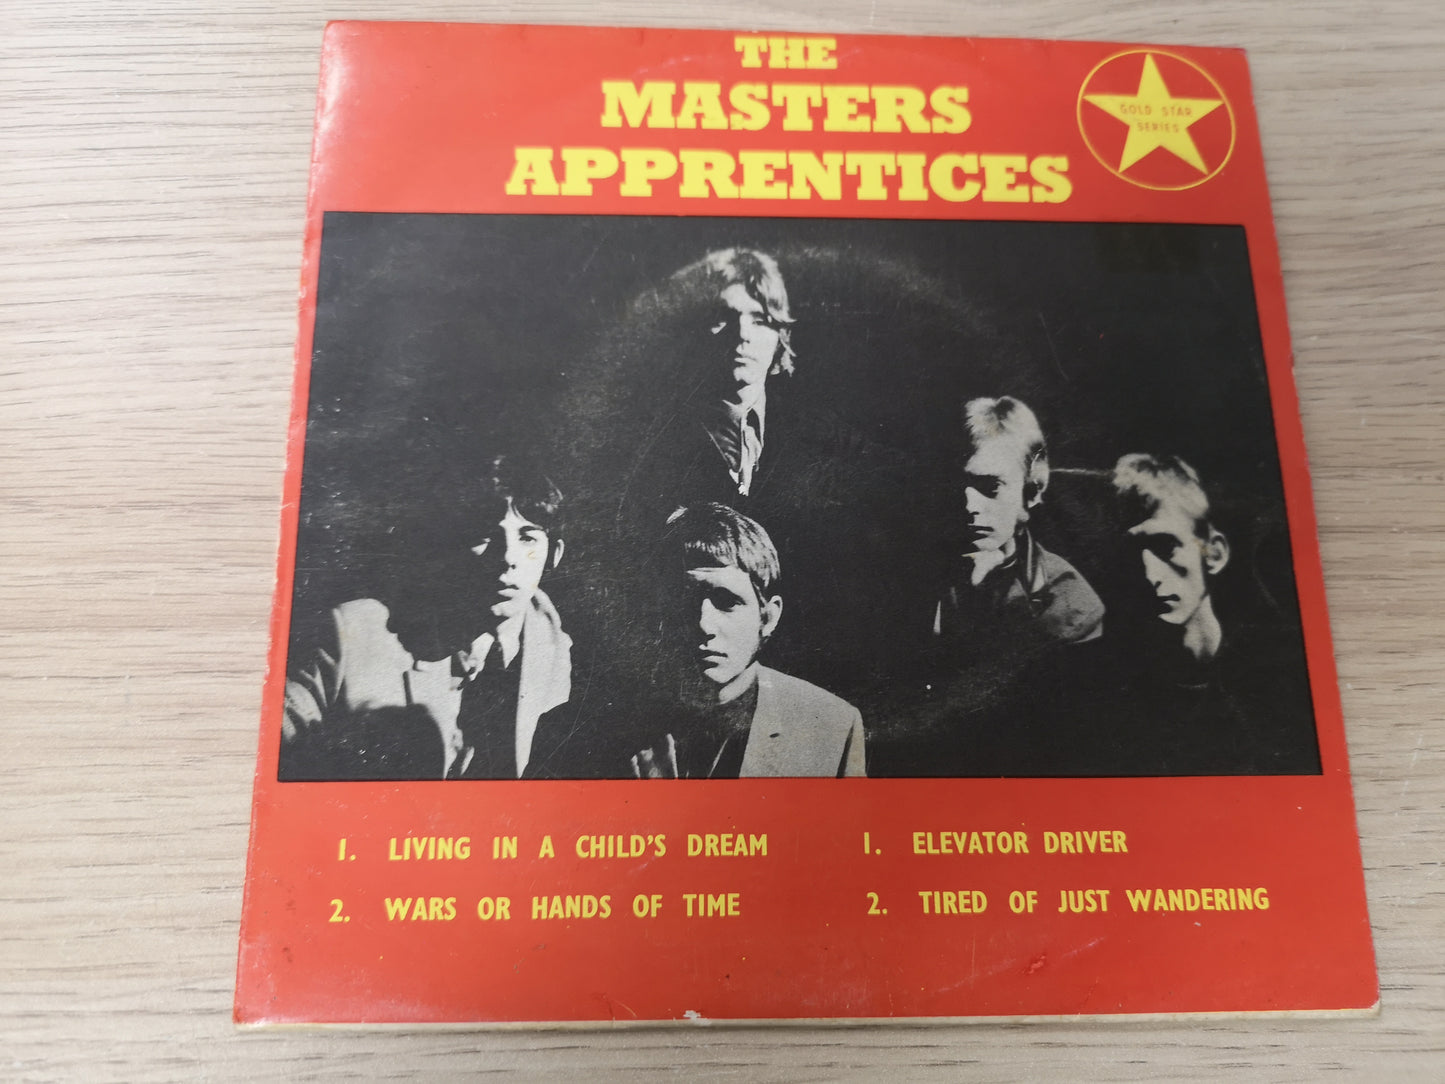 THE
MASTERS
APPRENTICES
GOLD STAR
SERIES
1. LIVING IN A CHILD'S DREAM
2. WARS OR HANDS OF TIME
1. ELEVATOR DRIVER
2. TIRED OF JUST WANDERING